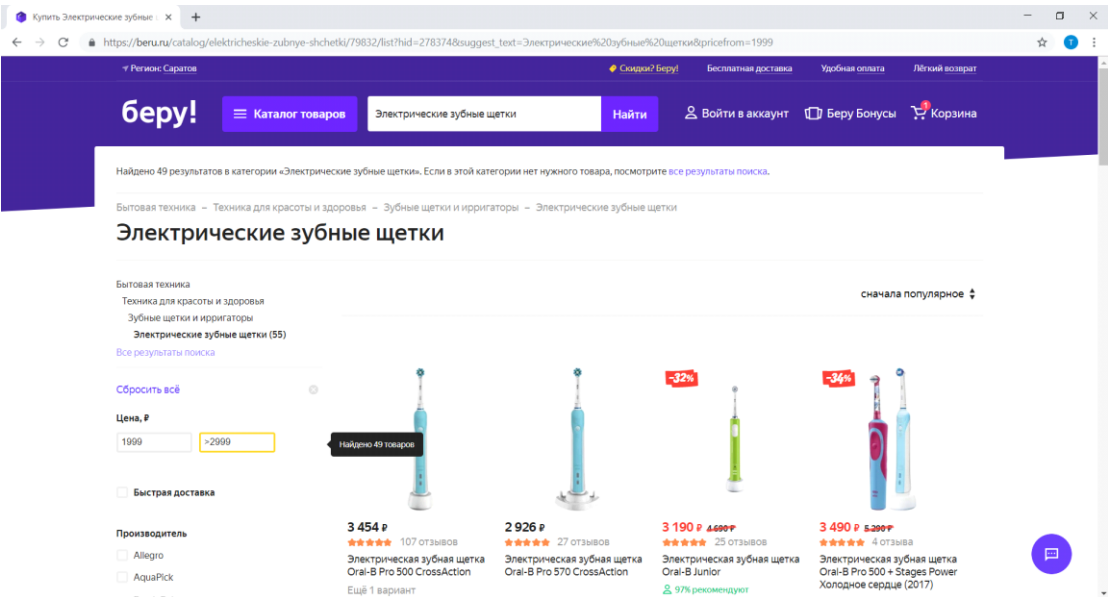 Купить Электрические зубные
https://beru.ru/catalog/elektricheskie-zubnye-shchetki/79832/list?hid=278374&suggest_text=Электрические%20зубные%20щетки&pricefrom=1999
T
Регион: Саратов
Скидки? Беру!
Бесплатная доставка
Удобная оплата
Лёгкий возврат
беру!
Каталог товаров
Электрические зубные щетки
Найти
Войти в аккаунт
Беру Бонусы
1
Корзина
Найдено 49 результатов в категории «Электрические зубные щетки». Если в этой категории нет нужного товара, посмотрите все результаты поиска.
Бытовая техника – Техника для красоты и здоровья – Зубные щетки и ирригаторы – Электрические зубные щетки
Электрические зубные щетки
Бытовая техника
Техника для красоты и здоровья
Зубные щетки и ирригаторы
Электрические зубные щетки (55)
Все результаты поиска
сначала популярное
Сбросить всё
Цена, ₽
1999
>2999
Найдено 49 товаров
Быстрая доставка
Производитель
Allegro
AquaPick
3 454 ₽
107 отзывов
Электрическая зубная щетка
Oral-B Pro 500 CrossAction
Ещё 1 вариант
2 926 ₽
27 отзывов
Электрическая зубная щетка
Oral-B Pro 570 CrossAction
-32%
3 190 ₽ 4 690 ₽
25 отзывов
Электрическая зубная щетка
Oral-B Junior
97% рекомендуют
-34%
3 490 ₽ 5 290 ₽
4 отзыва
Электрическая зубная щетка
Oral-B Pro 500 + Stages Power
Холодное сердце (2017)